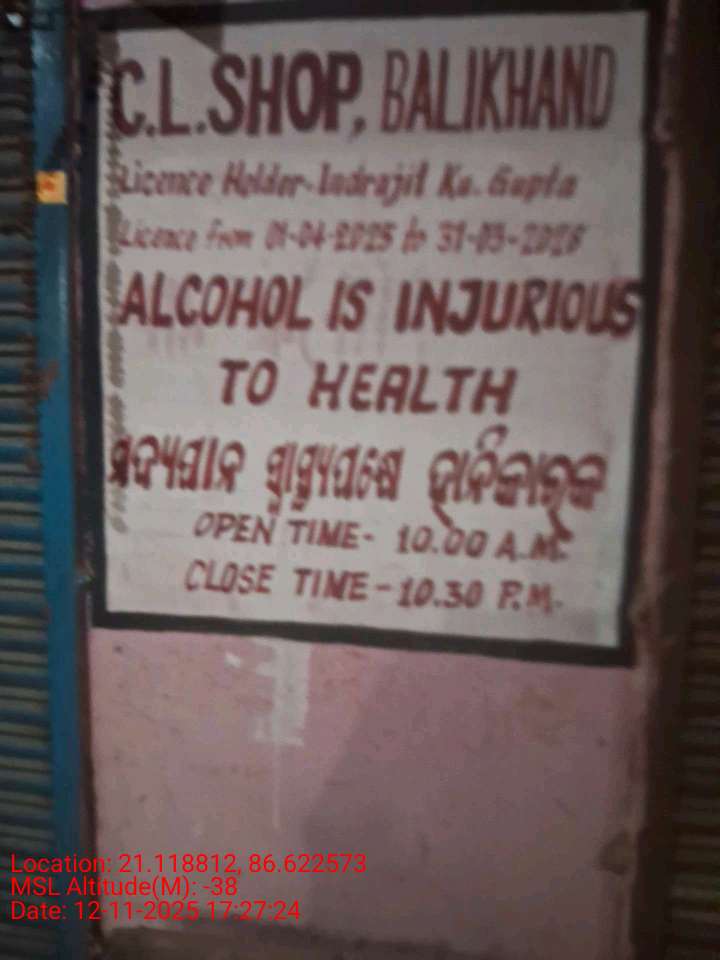 C.L.SHOP, BALIKHAND
Licence Holder-Indrajit Ku. Gupta
Licence from 01-04-2025 to 31-03-2026
ALCOHOL IS INJURIOUS
TO HEALTH
ମଦ୍ୟପାନ ସ୍ୱାସ୍ଥ୍ୟପକ୍ଷେ ହାନିକାରକ
OPEN TIME- 10.00 A.M.
CLOSE TIME-10.30 P.M.
Location: 21.118812, 86.622573
MSL Altitude(M): -38
Date: 12-11-2025 17:27:24